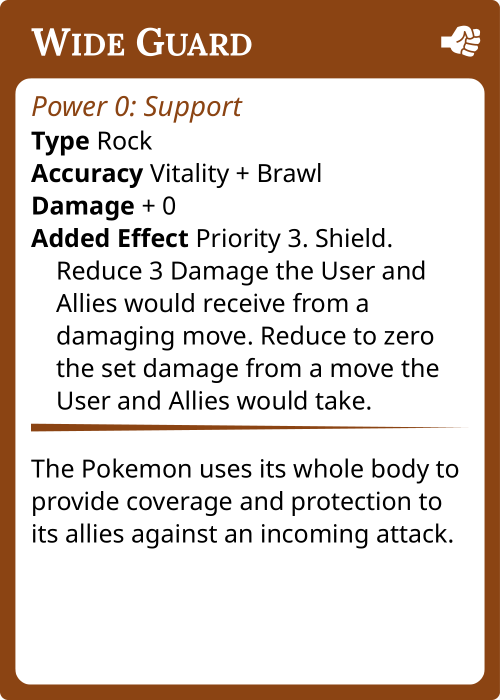 Wide Guard
Power 0: Support
Type Rock
Accuracy Vitality + Brawl
Damage + 0
Added Effect Priority 3. Shield.
Reduce 3 Damage the User and
Allies would receive from a
damaging move. Reduce to zero
the set damage from a move the
User and Allies would take.
The Pokemon uses its whole body to
provide coverage and protection to
its allies against an incoming attack.